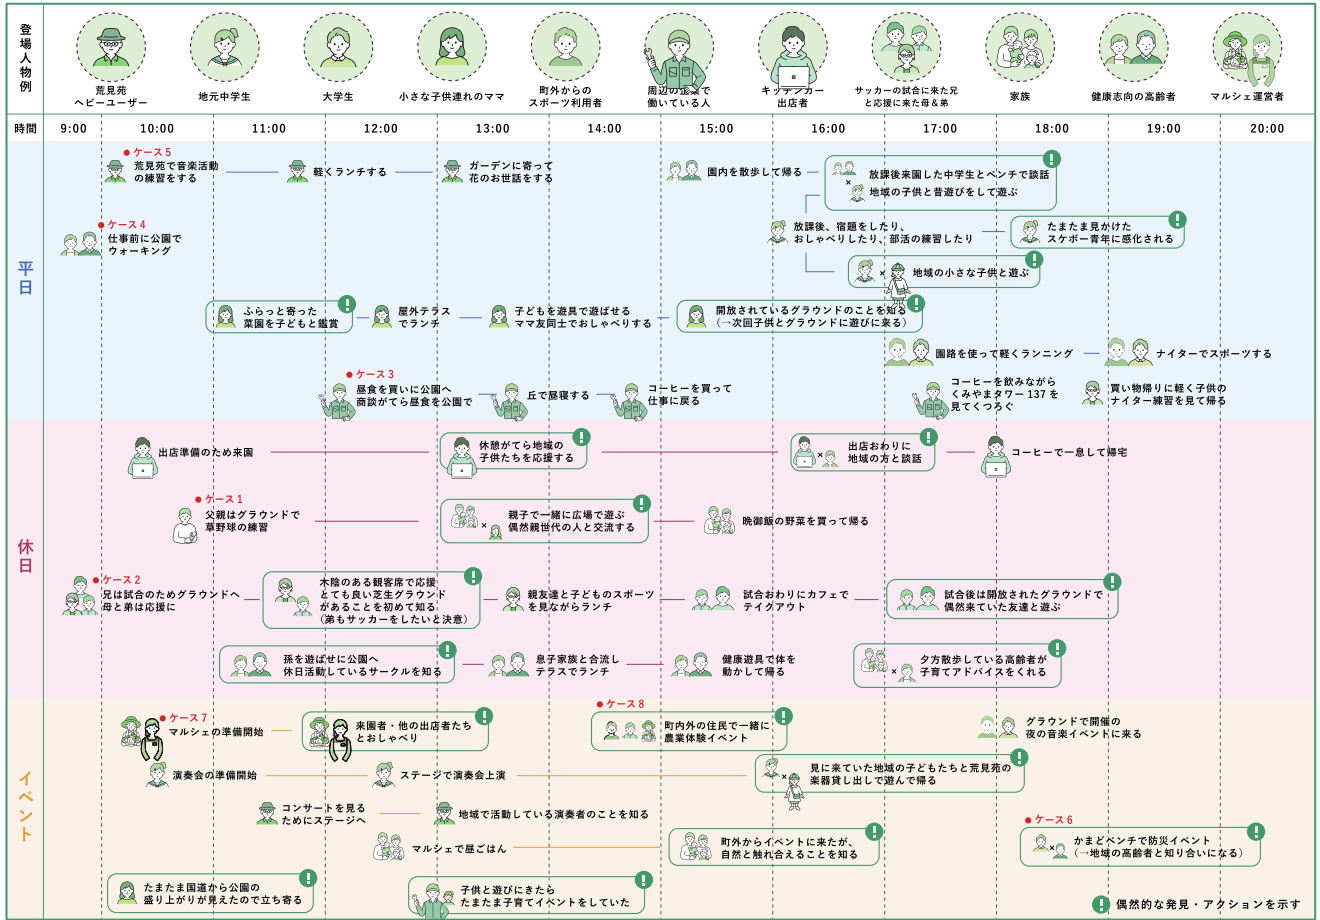 登場人物例
荒見苑
ヘビーユーザー
地元中学生
大学生
小さな子供連れのママ
町外からの
スポーツ利用者
周辺の企業で
働いている人
キッチンカー
出店者
サッカーの試合に来た兄
と応援に来た母&弟
家族
健康志向の高齢者
マルシェ運営者
時間
9:00
10:00
11:00
12:00
13:00
14:00
15:00
16:00
17:00
18:00
19:00
20:00
平日
ケース5
荒見苑で音楽活動
の練習をする
軽くランチする
ガーデンに寄って
花のお世話をする
園内を散歩して帰る
放課後来園した中学生とベンチで談話
×
地域の子供と昔遊びをして遊ぶ
ケース4
仕事前に公園で
ウォーキング
放課後、宿題をしたり、
おしゃべりしたり、部活の練習したり
たまたま見かけた
スケボー青年に感化される
×
地域の小さな子供と遊ぶ
ふらっと寄った
菜園を子どもと鑑賞
屋外テラス
でランチ
子どもを遊具で遊ばせる
ママ友同士でおしゃべりする
開放されているグラウンドのことを知る
(→次回子供とグラウンドに遊びに来る)
園路を使って軽くランニング
ナイターでスポーツする
ケース3
昼食を買いに公園へ
商談がてら昼食を公園で
丘で昼寝する
コーヒーを買って
仕事に戻る
コーヒーを飲みながら
くみやまタワー137を
見てくつろぐ
買い物帰りに軽く子供の
ナイター練習を見て帰る
休日
出店準備のため来園
休憩がてら地域の
子供たちを応援する
×
出店おわりに
地域の方と談話
コーヒーで一息して帰宅
ケース1
父親はグラウンドで
草野球の練習
×
親子で一緒に広場で遊ぶ
偶然親世代の人と交流する
晩御飯の野菜を買って帰る
ケース2
兄は試合のためグラウンドへ
母と弟は応援に
木陰のある観客席で応援
とても良い芝生グラウンド
があることを初めて知る
(弟もサッカーをしたいと決意)
親友達と子どものスポーツ
を見ながらランチ
試合おわりにカフェで
テイクアウト
試合後は開放されたグラウンドで
偶然来ていた友達と遊ぶ
孫を遊ばせに公園へ
休日活動しているサークルを知る
息子家族と合流し
テラスでランチ
健康遊具で体を
動かして帰る
×
夕方散歩している高齢者が
子育てアドバイスをくれる
イベント
ケース7
マルシェの準備開始
来園者・他の出店者たち
とおしゃべり
ケース8
町内外の住民で一緒に
農業体験イベント
グラウンドで開催の
夜の音楽イベントに来る
演奏会の準備開始
ステージで演奏会上演
×
見に来ていた地域の子どもたちと荒見苑の
楽器貸し出しで遊んで帰る
コンサートを見る
ためにステージへ
地域で活動している演奏者のことを知る
マルシェで昼ごはん
町外からイベントに来たが、
自然と触れ合えることを知る
ケース6
×
かまどベンチで防災イベント
(→地域の高齢者と知り合いになる)
たまたま国道から公園の
盛り上がりが見えたので立ち寄る
子供と遊びにきたら
たまたま子育てイベントをしていた
! 偶然的な発見・アクションを示す